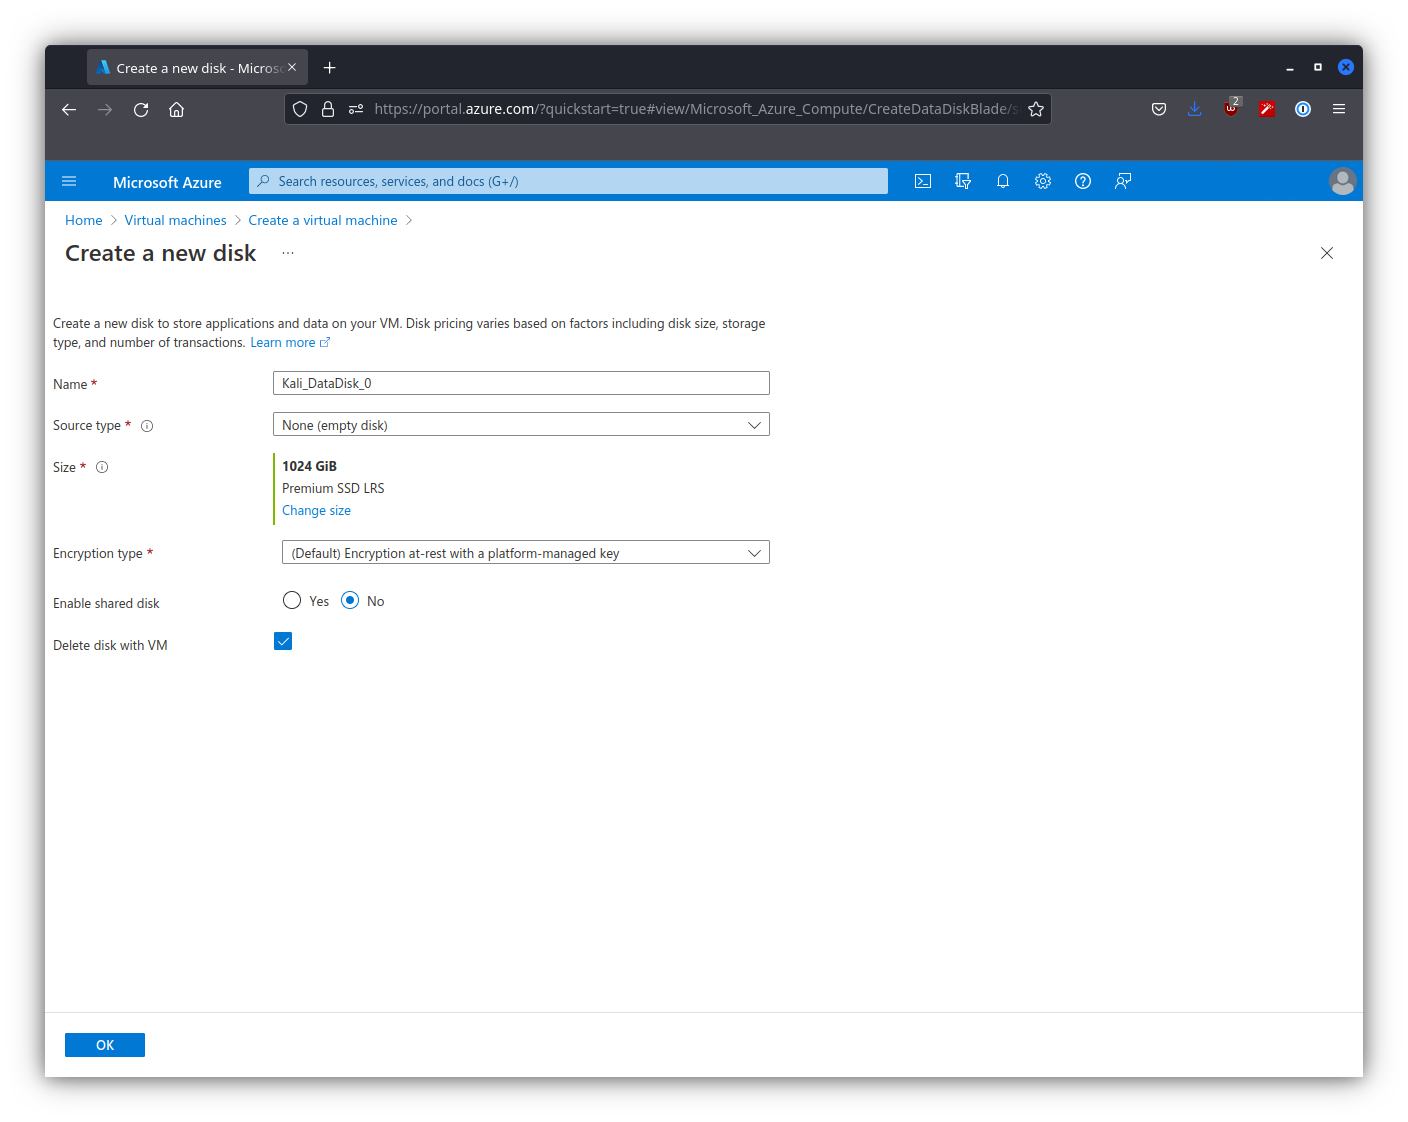 Create a new disk - Micros
https://portal.azure.com/?quickstart=true#view/Microsoft_Azure_Compute/CreateDataDiskBlade/s
2
Microsoft Azure
Search resources, services, and docs (G+/)
Home > Virtual machines > Create a virtual machine >
Create a new disk ...
Create a new disk to store applications and data on your VM. Disk pricing varies based on factors including disk size, storage
type, and number of transactions. Learn more
Name *
Kali_DataDisk_0
Source type *
None (empty disk)
Size *
1024 GiB
Premium SSD LRS
Change size
Encryption type *
(Default) Encryption at-rest with a platform-managed key
Enable shared disk
Yes
No
Delete disk with VM
OK